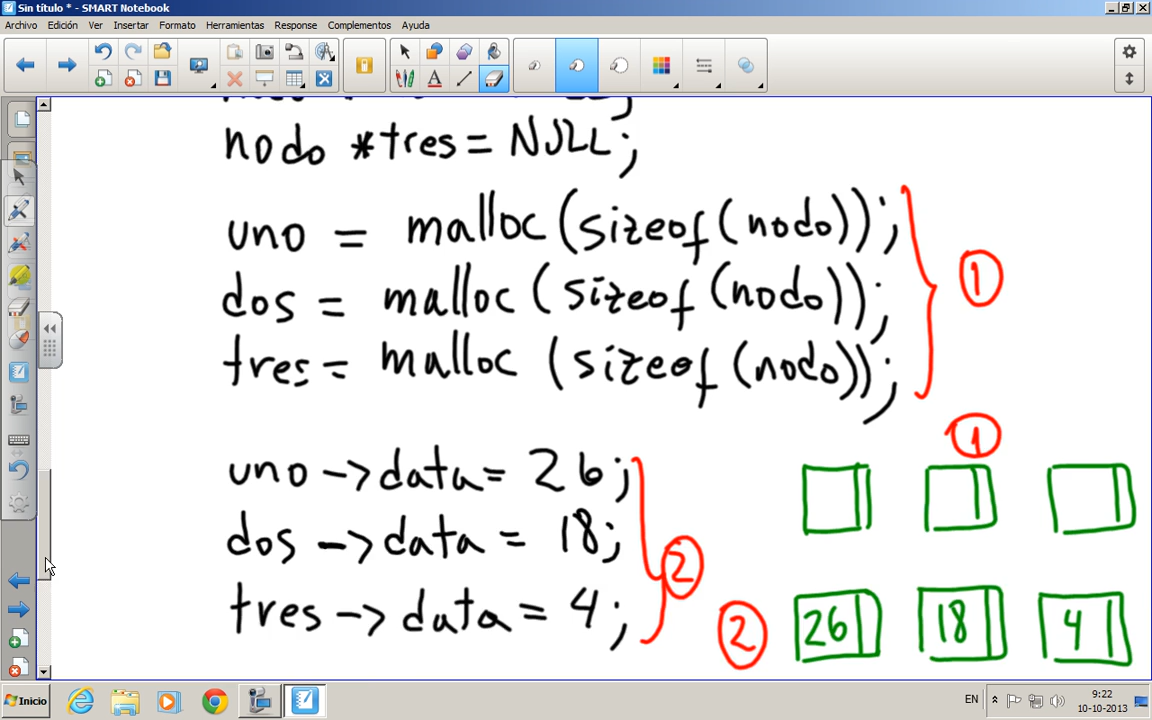 Sin título * - SMART Notebook
Archivo Edición Ver Insertar Formato Herramientas Response Complementos Ayuda
nodo *tres = NULL;
uno = malloc (sizeof (nodo));
dos = malloc (sizeof (nodo));
tres = malloc (sizeof (nodo));
1
1
uno -> data = 26;
dos -> data = 18;
tres -> data = 4;
2
2 26 18 4
Inicio
EN
9:22
10-10-2013